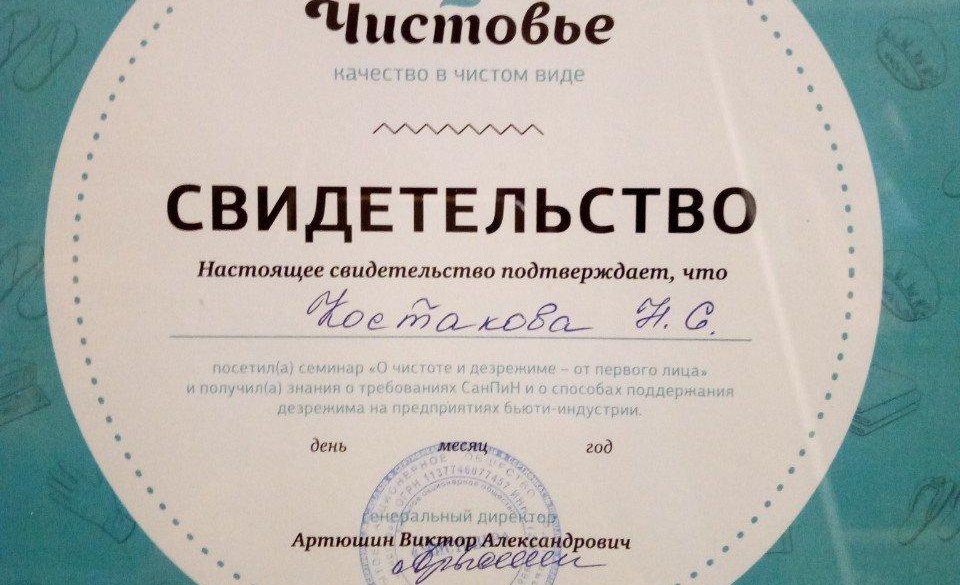 Чистовье
качество в чистом виде
СВИДЕТЕЛЬСТВО
Настоящее свидетельство подтверждает, что
Костакова Н.С.
посетил(а) семинар «О чистоте и дезрежиме – от первого лица»
и получил(а) знания о требованиях СанПиН и о способах поддержания
дезрежима на предприятиях бьюти-индустрии.
день месяц год
Генеральный директор
Артюшин Виктор Александрович